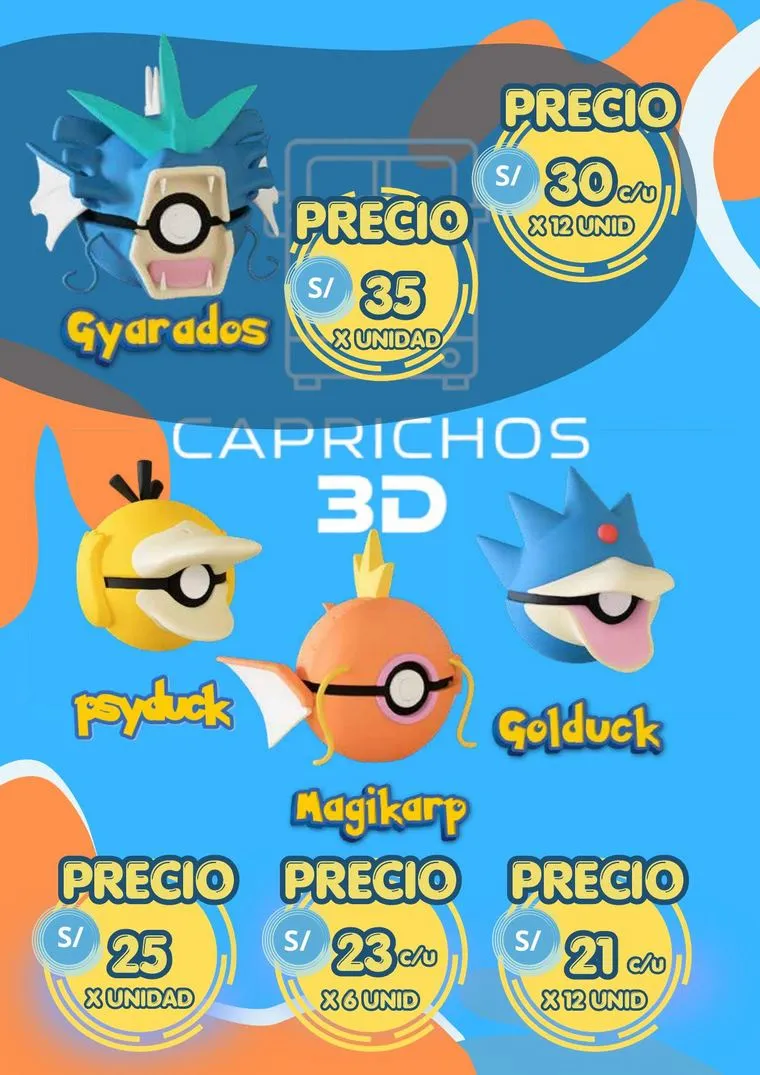 PRECIO
S/ 30 c/u
X 12 UNID
PRECIO
S/ 35
X UNIDAD
Gyarados
CAPRICHOS
3D
psyduck
Golduck
Magikarp
PRECIO
S/ 25
X UNIDAD
PRECIO
S/ 23 c/u
X 6 UNID
PRECIO
S/ 21 c/u
X 12 UNID